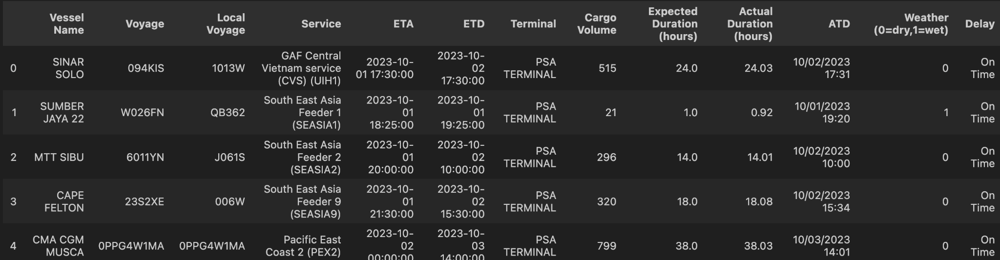 Vessel Name Voyage Local Voyage Service ETA ETD Terminal Cargo Volume Expected Duration (hours) Actual Duration (hours) ATD Weather (0=dry,1=wet) Delay
0 SINAR SOLO 094KIS 1013W GAF Central Vietnam service (CVS) (UIH1) 2023-10-01 17:30:00 2023-10-02 17:30:00 PSA TERMINAL 515 24.0 24.03 10/02/2023 17:31 0 On Time
1 SUMBER JAYA 22 W026FN QB362 South East Asia Feeder 1 (SEASIA1) 2023-10-01 18:25:00 2023-10-01 19:25:00 PSA TERMINAL 21 1.0 0.92 10/01/2023 19:20 1 On Time
2 MTT SIBU 6011YN J061S South East Asia Feeder 2 (SEASIA2) 2023-10-01 20:00:00 2023-10-02 10:00:00 PSA TERMINAL 296 14.0 14.01 10/02/2023 10:00 0 On Time
3 CAPE FELTON 23S2XE 006W South East Asia Feeder 9 (SEASIA9) 2023-10-01 21:30:00 2023-10-02 15:30:00 PSA TERMINAL 320 18.0 18.08 10/02/2023 15:34 0 On Time
4 CMA CGM MUSCA 0PPG4W1MA 0PPG4W1MA Pacific East Coast 2 (PEX2) 2023-10-02 00:00:00 2023-10-03 14:00:00 PSA TERMINAL 799 38.0 38.03 10/03/2023 14:01 0 On Time